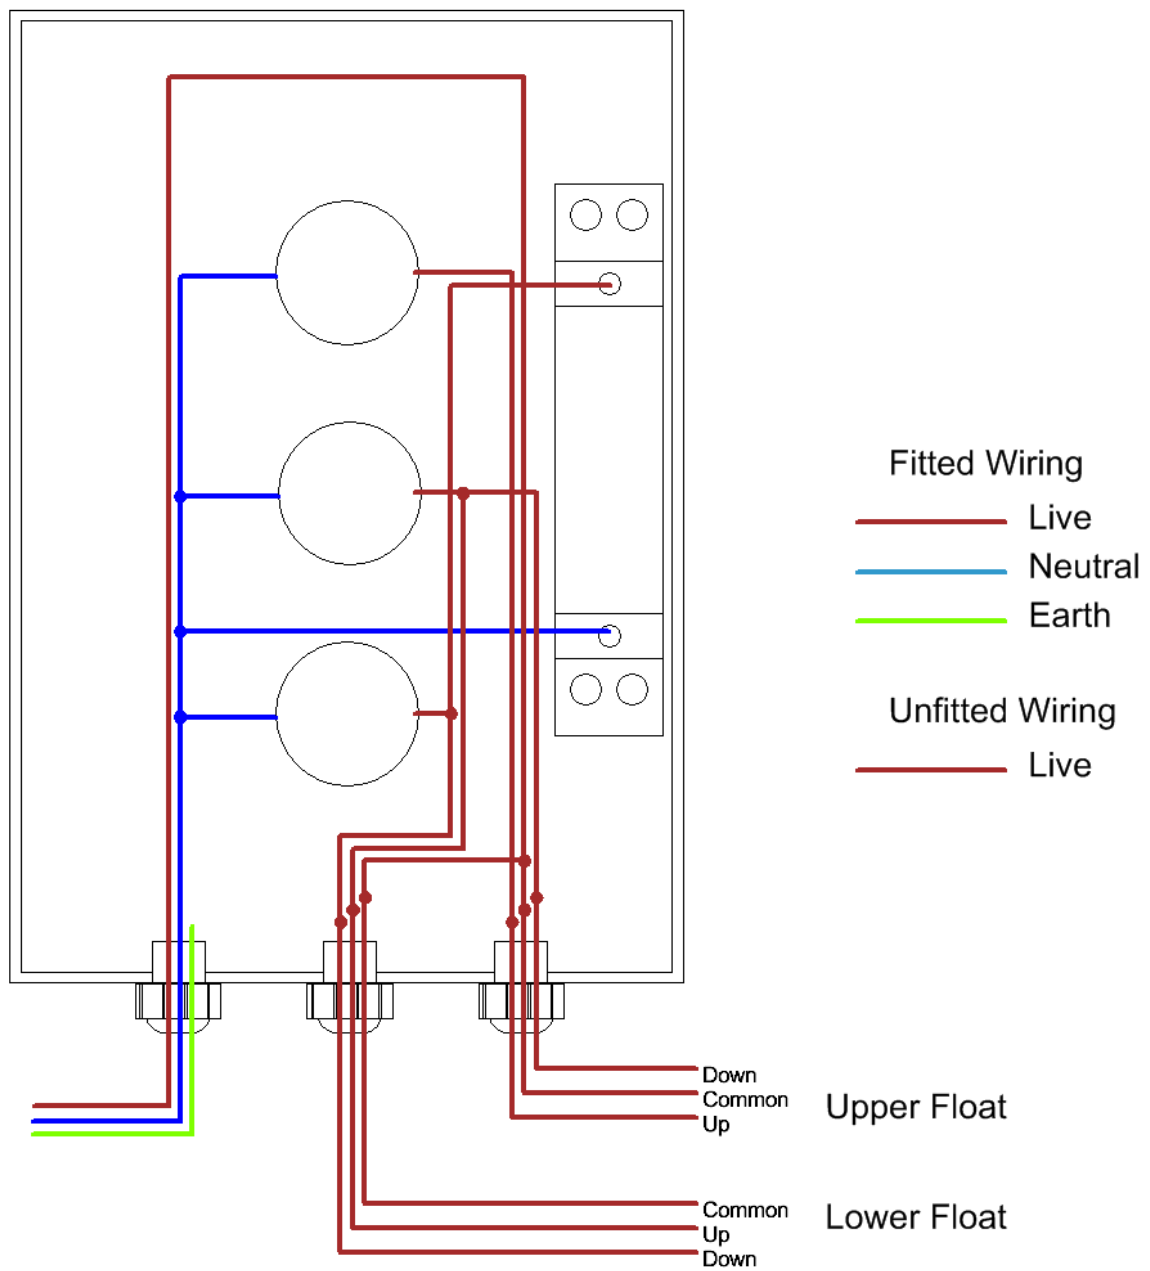 Fitted Wiring
Live
Neutral
Earth
Unfitted Wiring
Live
Down
Common
Up
Upper Float
Common
Up
Down
Lower Float